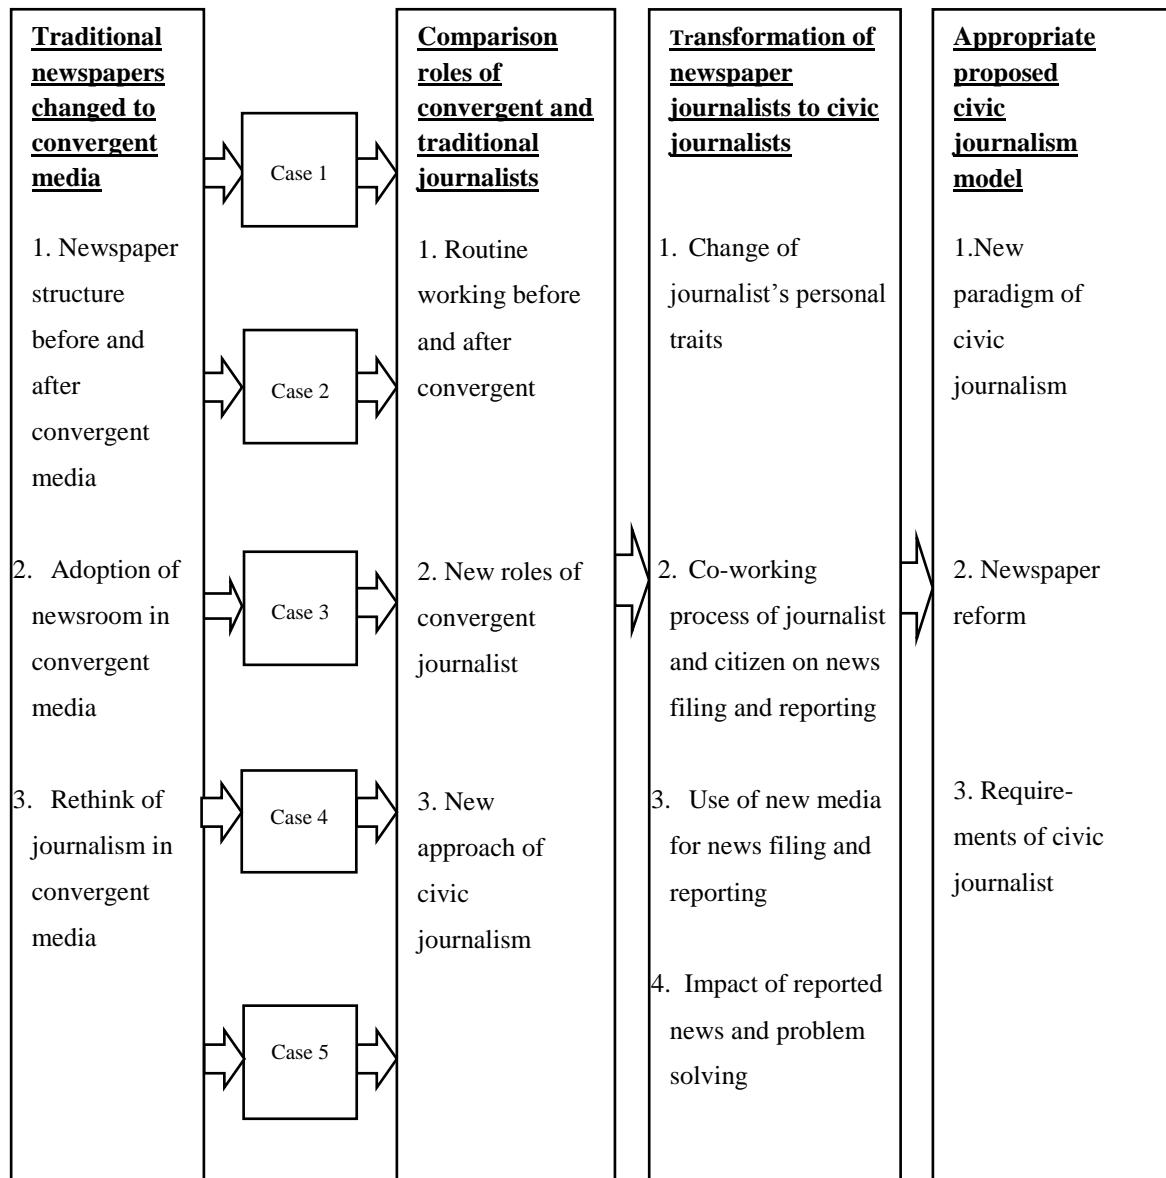 Traditional
newspapers
changed to
convergent
media
1. Newspaper
structure
before and
after
convergent
media
2. Adoption of
newsroom in
convergent
media
3. Rethink of
journalism in
convergent
media
Case 1
Case 2
Case 3
Case 4
Case 5
Comparison
roles of
convergent and
traditional
journalists
1. Routine
working before
and after
convergent
2. New roles of
convergent
journalist
3. New
approach of
civic
journalism
Transformation of
newspaper
journalists to civic
journalists
1. Change of
journalist’s personal
traits
2. Co-working
process of journalist
and citizen on news
filing and reporting
3. Use of new media
for news filing and
reporting
4. Impact of reported
news and problem
solving
Appropriate
proposed
civic
journalism
model
1.New
paradigm of
civic
journalism
2. Newspaper
reform
3. Require-
ments of civic
journalist